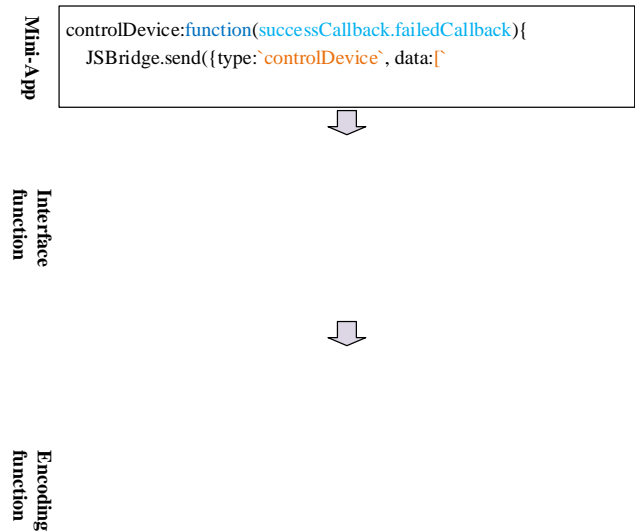 Mini-App
controlDevice:function(successCallback.failedCallback){
JSBridge.send({type:`controlDevice`, data:[`
Interface
function
Encoding
function